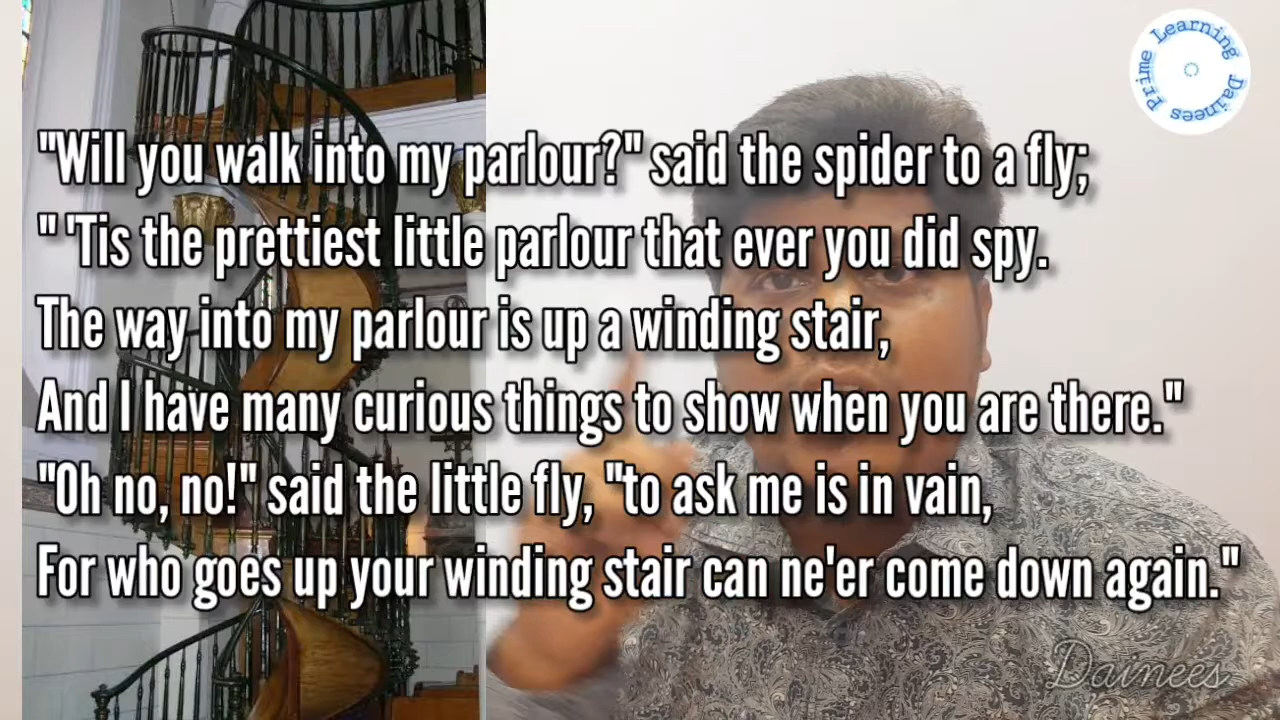 Prime Learning Dainees
"Will you walk into my parlour?" said the spider to a fly;
" 'Tis the prettiest little parlour that ever you did spy.
The way into my parlour is up a winding stair,
And I have many curious things to show when you are there."
"Oh no, no!" said the little fly, "to ask me is in vain,
For who goes up your winding stair can ne'er come down again."
Dainees